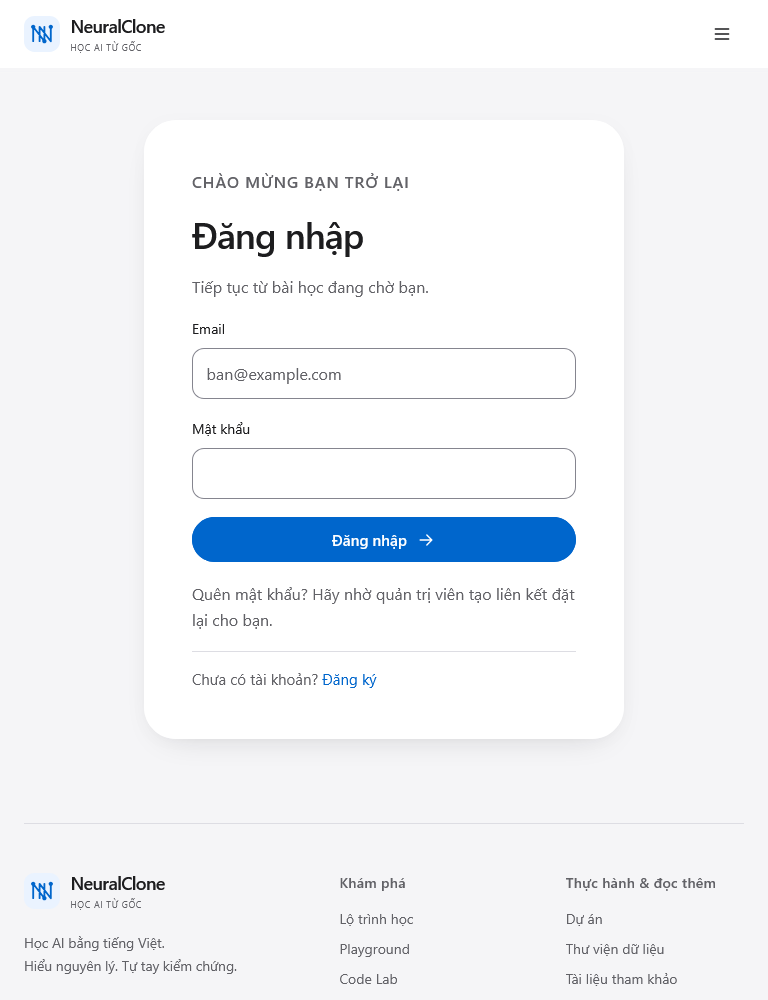 NeuralClone
HỌC AI TỪ GỐC
CHÀO MỪNG BẠN TRỞ LẠI
Đăng nhập
Tiếp tục từ bài học đang chờ bạn.
Email
ban@example.com
Mật khẩu
Đăng nhập →
Quên mật khẩu? Hãy nhờ quản trị viên tạo liên kết đặt
lại cho bạn.
Chưa có tài khoản? Đăng ký
NeuralClone
HỌC AI TỪ GỐC
Học AI bằng tiếng Việt.
Hiểu nguyên lý. Tự tay kiểm chứng.
Khám phá
Lộ trình học
Playground
Code Lab
Thực hành & đọc thêm
Dự án
Thư viện dữ liệu
Tài liệu tham khảo